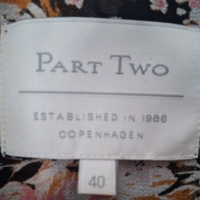 PART TWO
ESTABLISHED IN 1986
COPENHAGEN
40